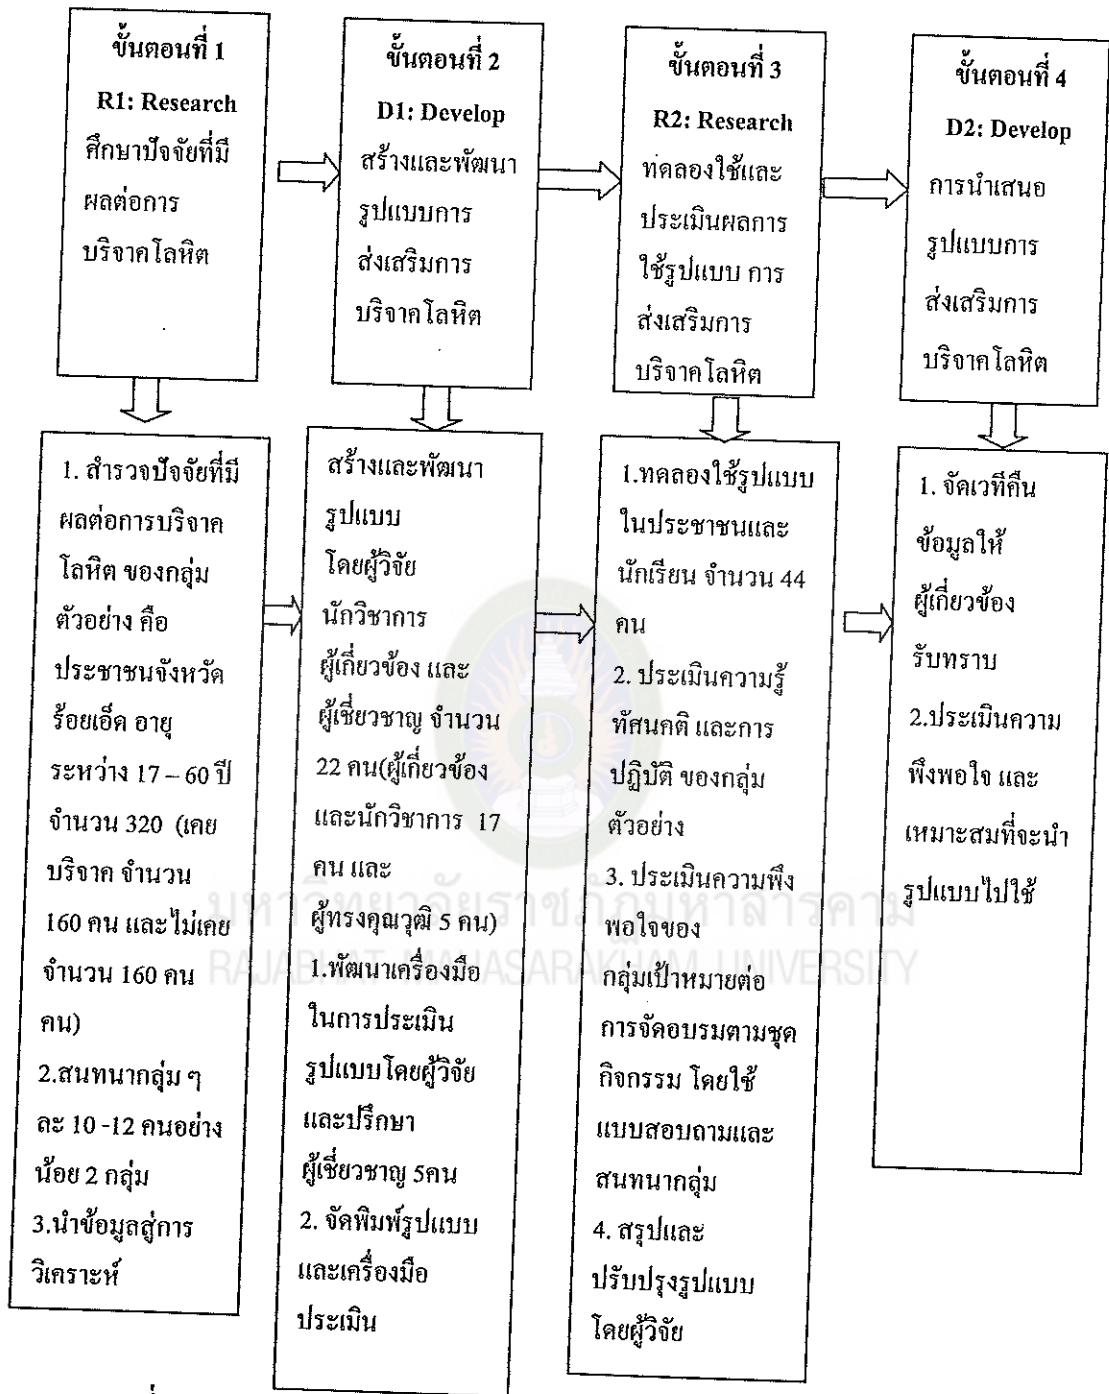 ขั้นตอนที่ 1
R1: Research
ศึกษาปัจจัยที่มี
ผลต่อการ
บริจาคโลหิต
ขั้นตอนที่ 2
D1: Develop
สร้างและพัฒนา
รูปแบบการ
ส่งเสริมการ
บริจาคโลหิต
ขั้นตอนที่ 3
R2: Research
ทดลองใช้และ
ประเมินผลการ
ใช้รูปแบบ การ
ส่งเสริมการ
บริจาคโลหิต
ขั้นตอนที่ 4
D2: Develop
การนำเสนอ
รูปแบบการ
ส่งเสริมการ
บริจาคโลหิต
1. สำรวจปัจจัยที่มี
ผลต่อการบริจาค
โลหิต ของกลุ่ม
ตัวอย่าง คือ
ประชาชนจังหวัด
ร้อยเอ็ด อายุ
ระหว่าง 17 – 60 ปี
จำนวน 320 (เคย
บริจาค จำนวน
160 คน และไม่เคย
จำนวน 160 คน
คน)
2.สนทนากลุ่ม ๆ
ละ 10 -12 คนอย่าง
น้อย 2 กลุ่ม
3.นำข้อมูลสู่การ
วิเคราะห์
สร้างและพัฒนา
รูปแบบ
โดยผู้วิจัย
นักวิชาการ
ผู้เกี่ยวข้อง และ
ผู้เชี่ยวชาญ จำนวน
22 คน(ผู้เกี่ยวข้อง
และนักวิชาการ 17
คน และ
ผู้ทรงคุณวุฒิ 5 คน)
1.พัฒนาเครื่องมือ
ในการประเมิน
รูปแบบโดยผู้วิจัย
และปรึกษา
ผู้เชี่ยวชาญ 5คน
2. จัดพิมพ์รูปแบบ
และเครื่องมือ
ประเมิน
1.ทดลองใช้รูปแบบ
ในประชาชนและ
นักเรียน จำนวน 44
คน
2. ประเมินความรู้
ทัศนคติ และการ
ปฏิบัติ ของกลุ่ม
ตัวอย่าง
3. ประเมินความพึง
พอใจของ
กลุ่มเป้าหมายต่อ
การจัดอบรมตามชุด
กิจกรรม โดยใช้
แบบสอบถามและ
สนทนากลุ่ม
4. สรุปและ
ปรับปรุงรูปแบบ
โดยผู้วิจัย
1. จัดเวทีคืน
ข้อมูลให้
ผู้เกี่ยวข้อง
รับทราบ
2.ประเมินความ
พึงพอใจ และ
เหมาะสมที่จะนำ
รูปแบบไปใช้
มหาวิทยาลัยราชภัฏมหาสารคาม
RAJABHAT MAHASARAKHAM UNIVERSITY